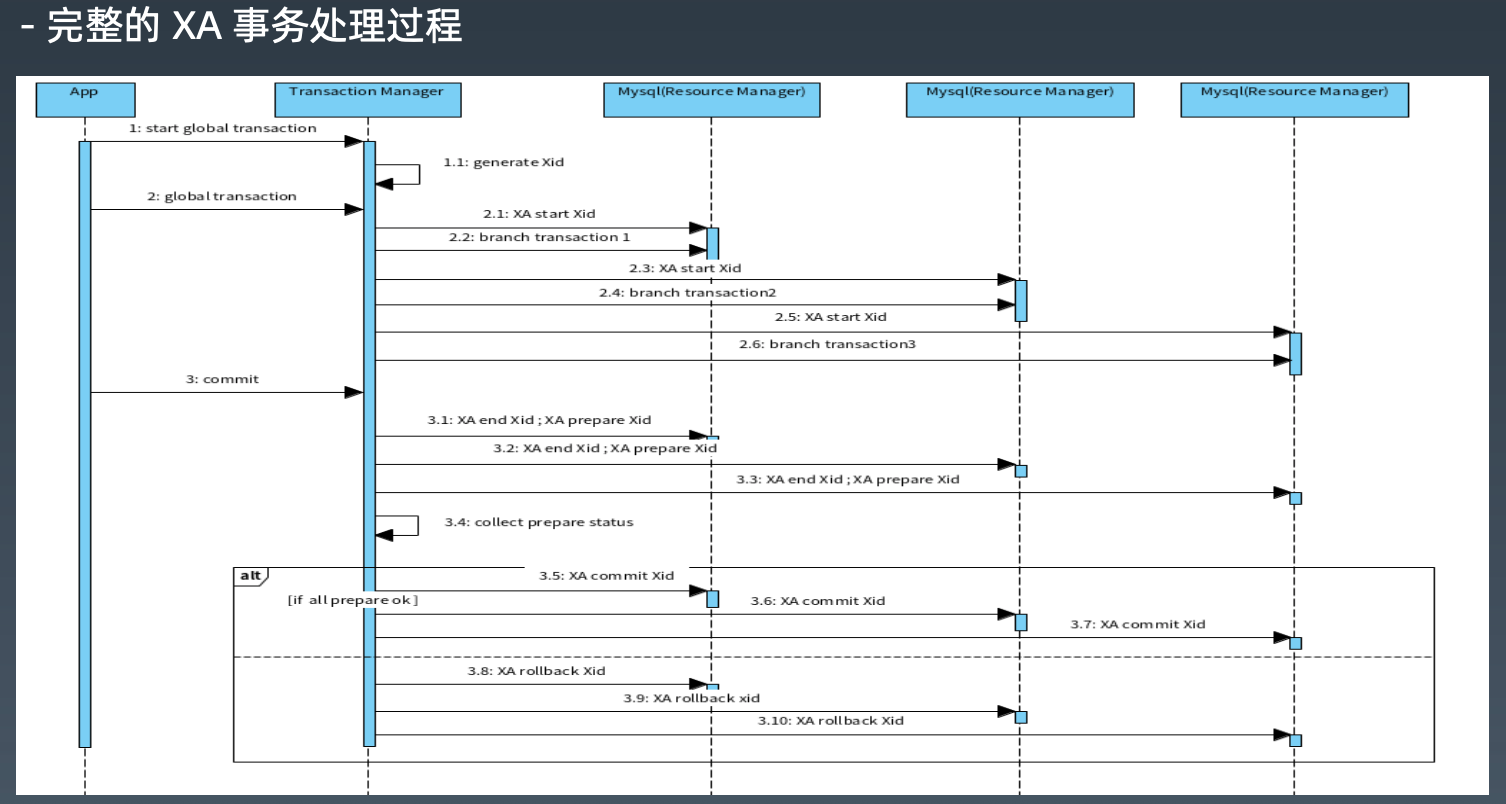 - 完整的 XA 事务处理过程
App
Transaction Manager
Mysql(Resource Manager)
Mysql(Resource Manager)
Mysql(Resource Manager)
1: start global transaction
1.1: generate Xid
2: global transaction
2.1: XA start Xid
2.2: branch transaction 1
2.3: XA start Xid
2.4: branch transaction2
2.5: XA start Xid
2.6: branch transaction3
3: commit
3.1: XA end Xid ; XA prepare Xid
3.2: XA end Xid ; XA prepare Xid
3.3: XA end Xid ; XA prepare Xid
3.4: collect prepare status
alt
3.5: XA commit Xid
[if all prepare ok ]
3.6: XA commit Xid
3.7: XA commit Xid
3.8: XA rollback Xid
3.9: XA rollback xid
3.10: XA rollback Xid